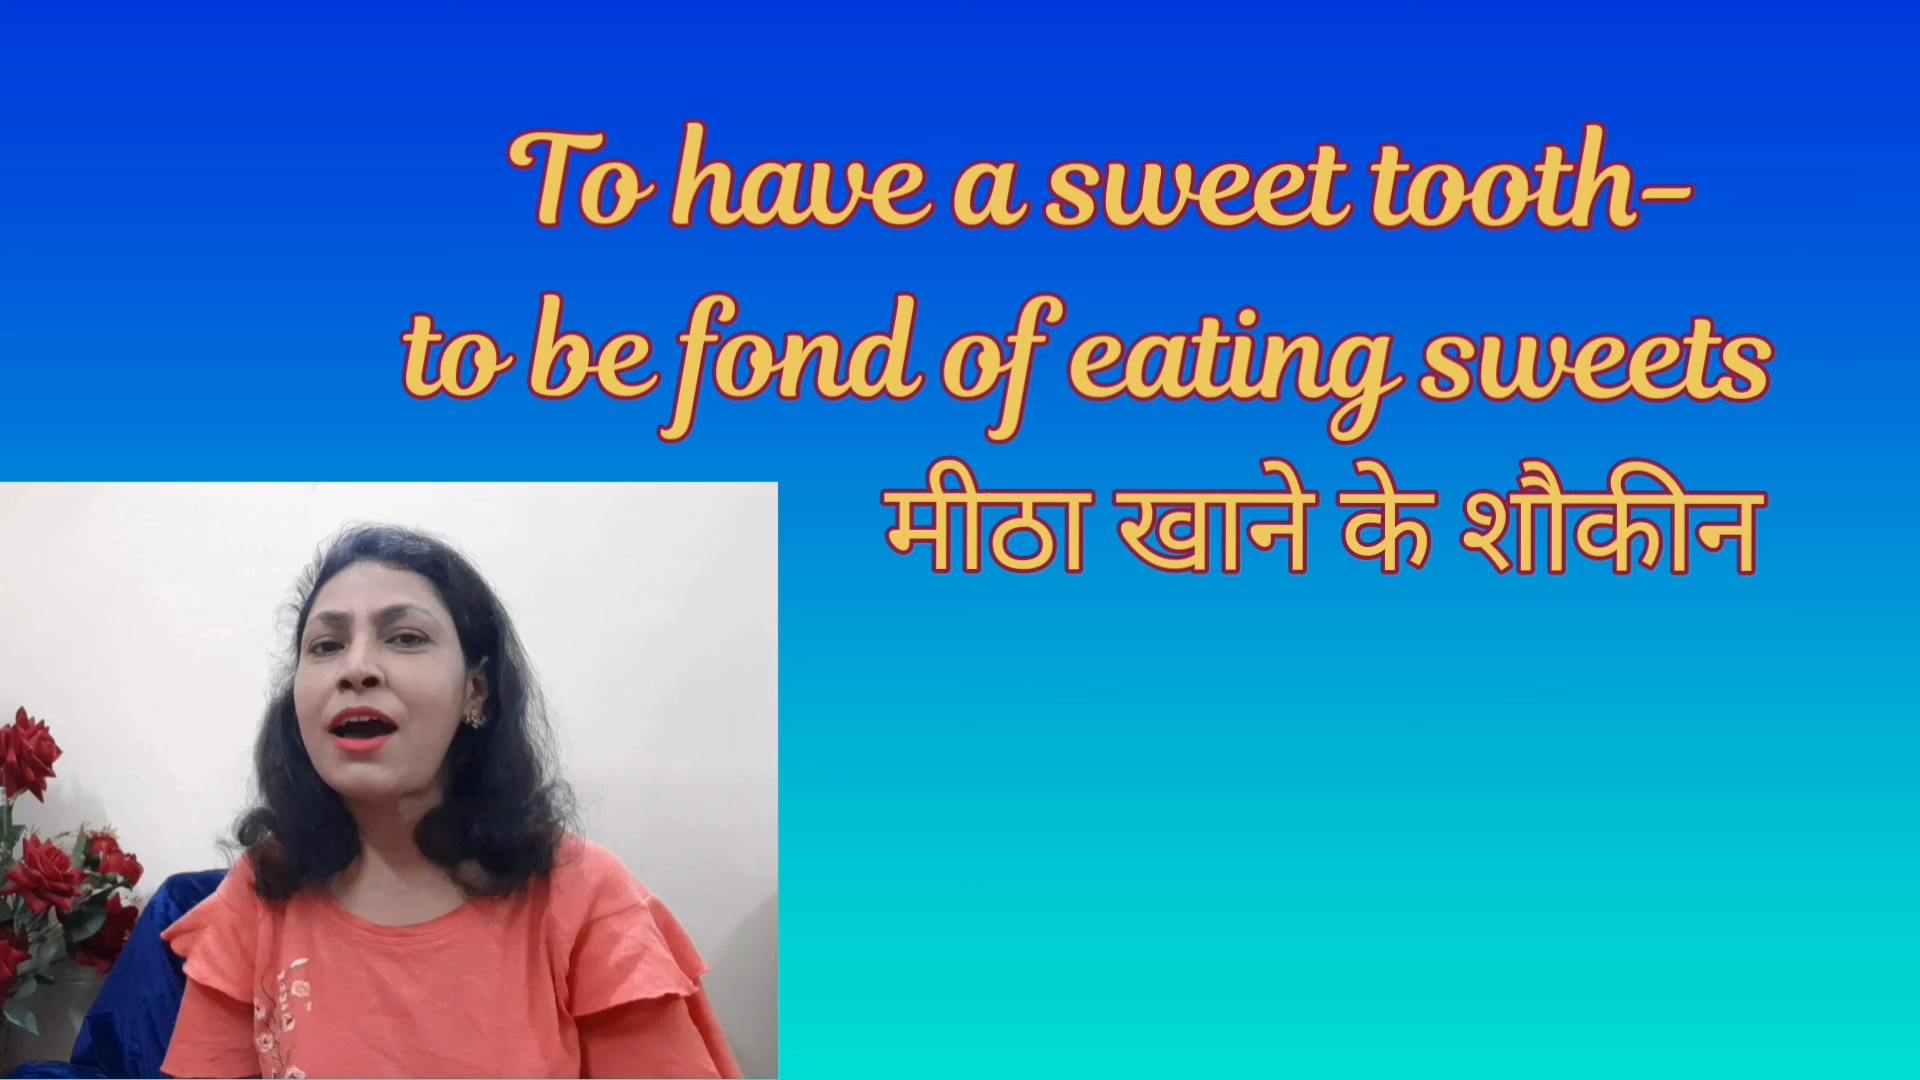 To have a sweet tooth-
to be fond of eating sweets
मीठा खाने के शौकीन